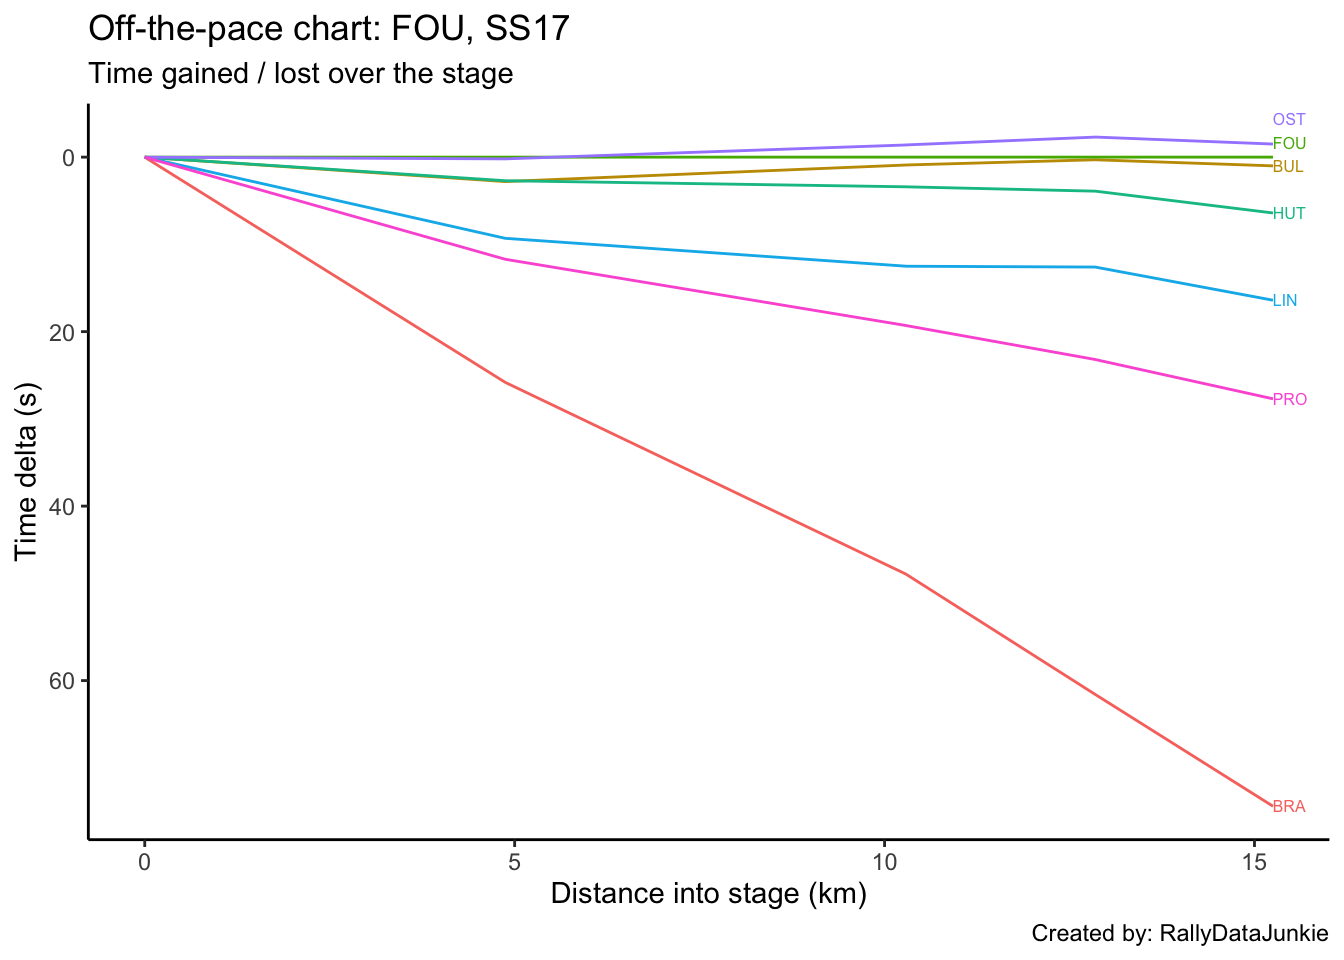 Off-the-pace chart: FOU, SS17
Time gained / lost over the stage
OST
FOU
BUL
HUT
LIN
PRO
BRA
0
20
40
60
Time delta (s)
0
5
10
15
Distance into stage (km)
Created by: RallyDataJunkie